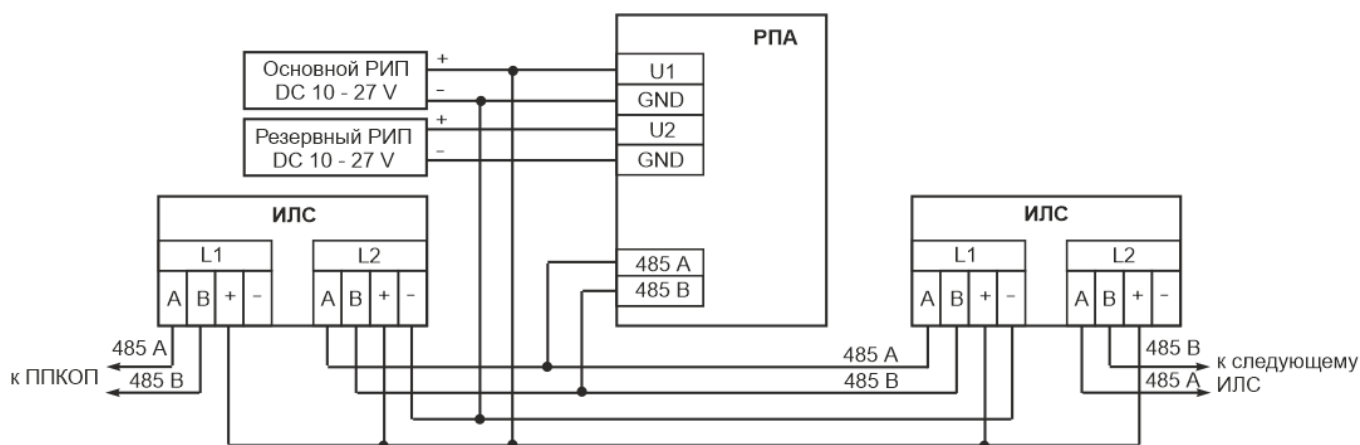 РПА
Основной РИП
DC 10 - 27 V
+
−
U1
GND
Резервный РИП
DC 10 - 27 V
+
−
U2
GND
485 A
485 B
ИЛС
L1
L2
A B + −
A B + −
ИЛС
L1
L2
A B + −
A B + −
485 A
485 B
к ППКОП
485 A
485 B
485 B
485 A
к следующему
ИЛС